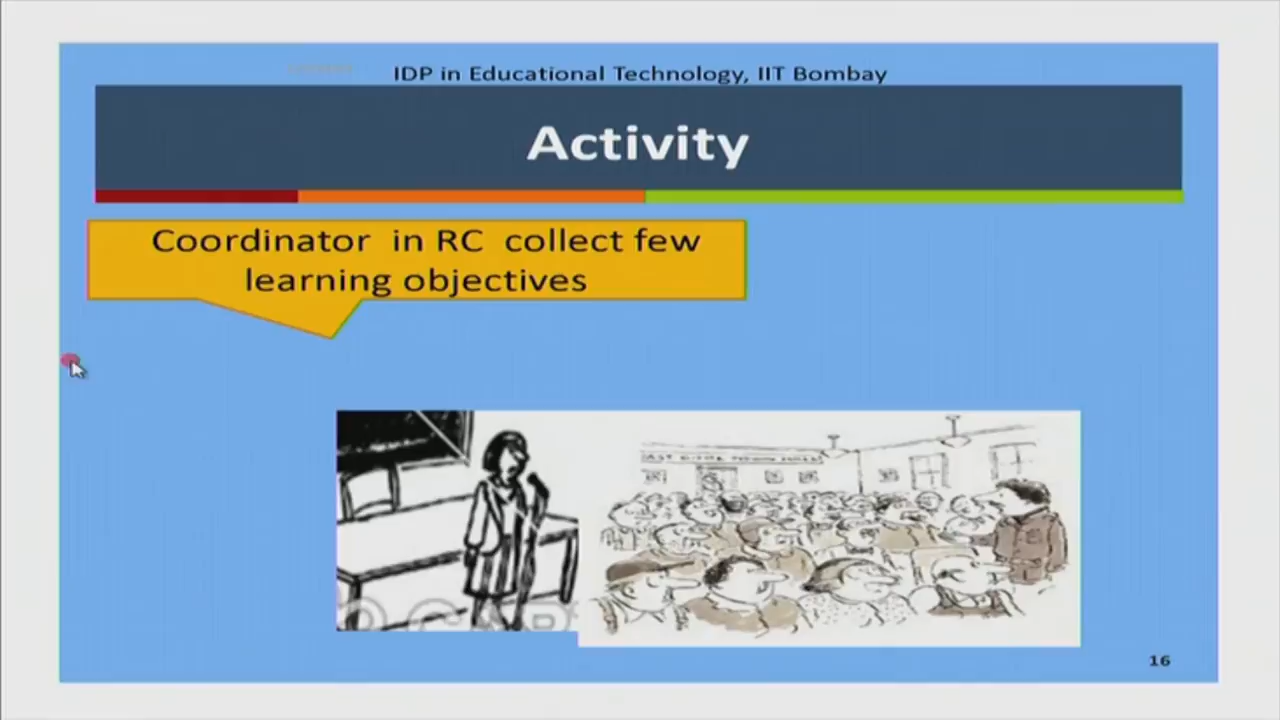 IDP in Educational Technology, IIT Bombay
Activity
Coordinator in RC collect few
learning objectives
16